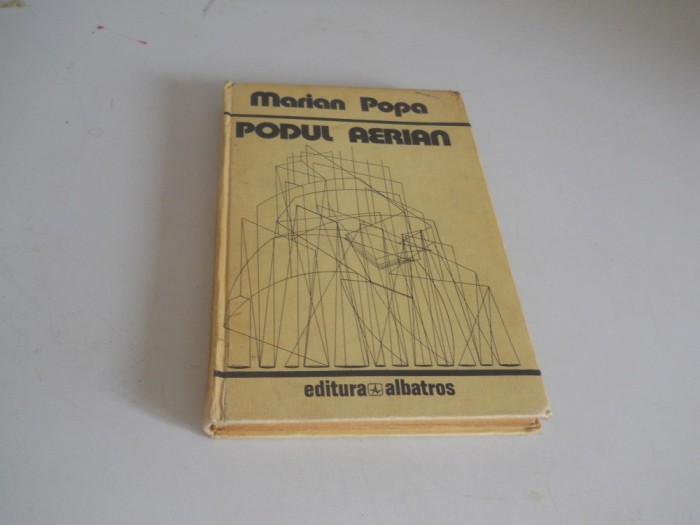 Marian Popa
PODUL AERIAN
editura albatros